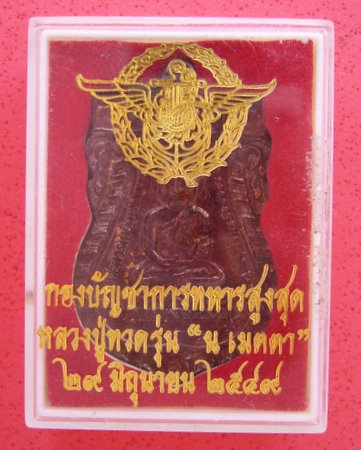 กองบัญชาการทหารสูงสุด
หลวงปู่ทวดรุ่น “น เมตตา”
๒๙ มิถุนายน ๒๕๔๙